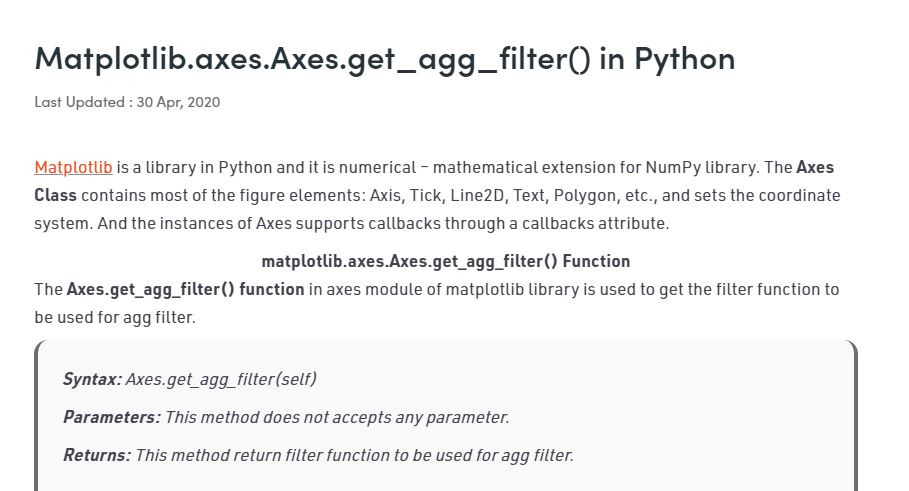 Matplotlib.axes.Axes.get_agg_filter() in Python
Last Updated : 30 Apr, 2020
Matplotlib is a library in Python and it is numerical – mathematical extension for NumPy library. The Axes
Class contains most of the figure elements: Axis, Tick, Line2D, Text, Polygon, etc., and sets the coordinate
system. And the instances of Axes supports callbacks through a callbacks attribute.
matplotlib.axes.Axes.get_agg_filter() Function
The Axes.get_agg_filter() function in axes module of matplotlib library is used to get the filter function to
be used for agg filter.
Syntax: Axes.get_agg_filter(self)
Parameters: This method does not accepts any parameter.
Returns: This method return filter function to be used for agg filter.